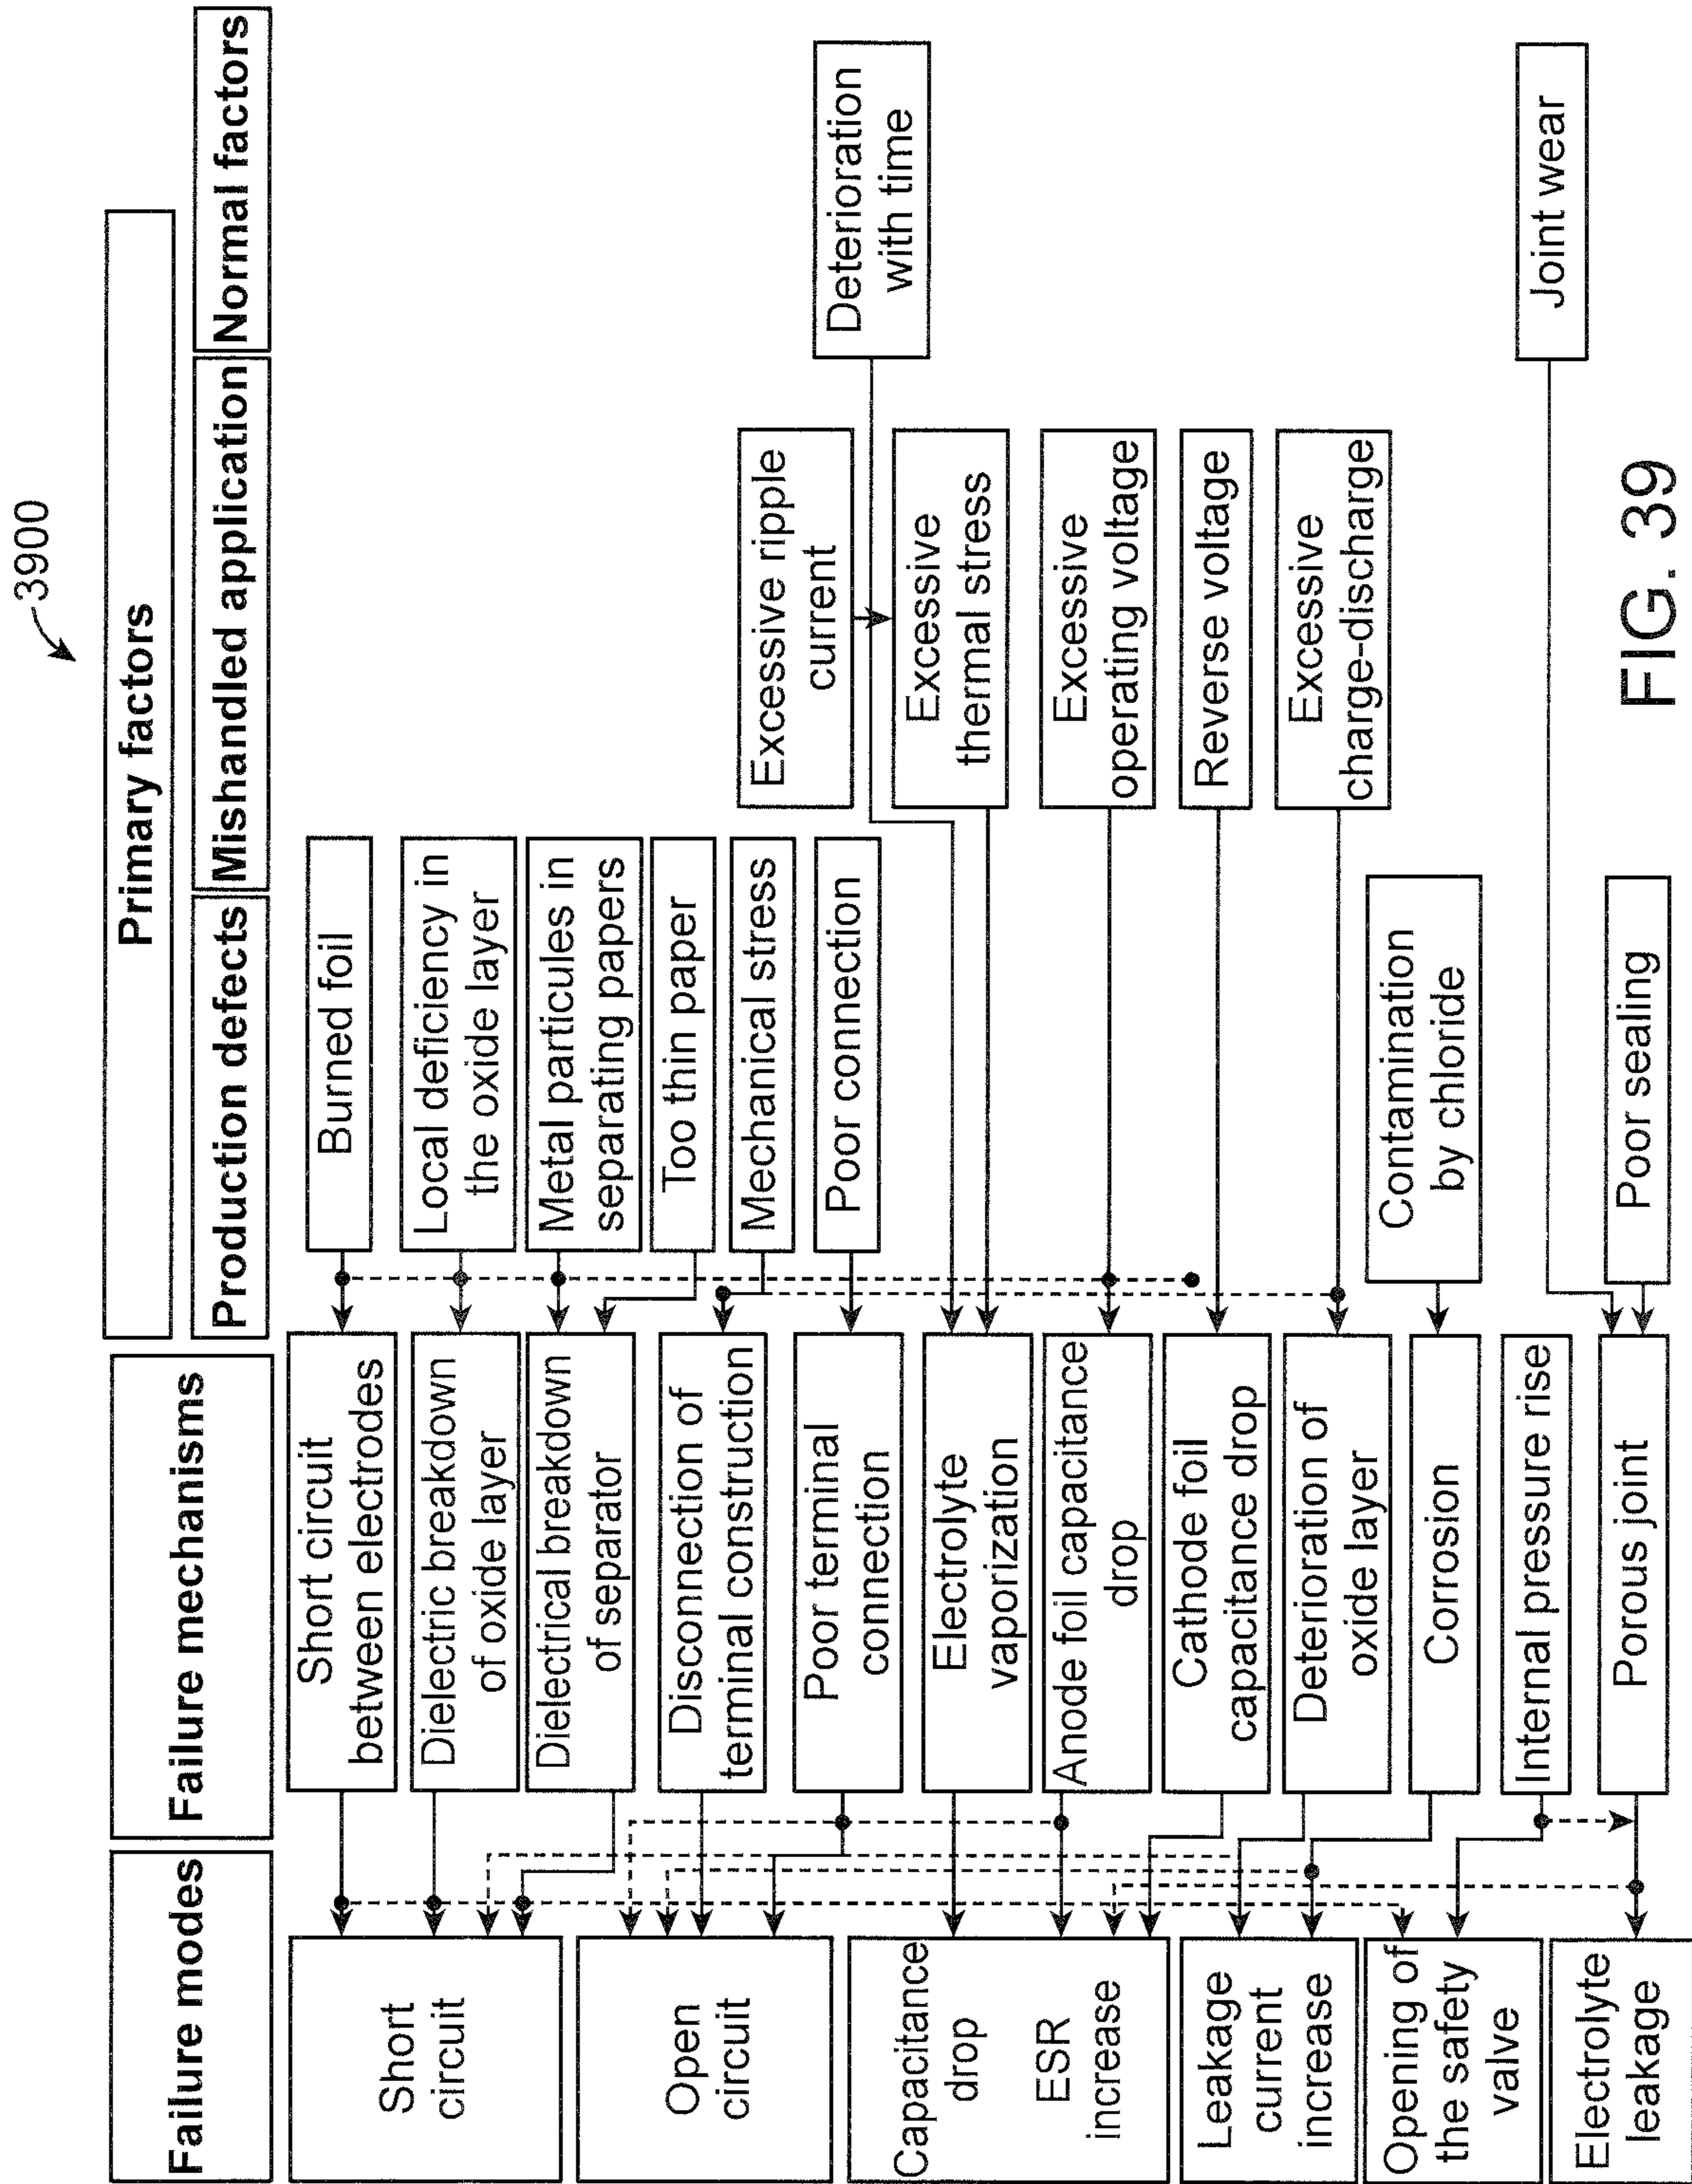 3900
Primary factors
Failure modes
Failure mechanisms
Production defects
Mishandled application
Normal factors
Short
circuit
Open
circuit
Capacitance
drop
ESR
increase
Leakage
current
increase
Opening of
the safety
valve
Electrolyte
leakage
Short circuit
between electrodes
Dielectric breakdown
of oxide layer
Dielectrical breakdown
of separator
Disconnection of
terminal construction
Poor terminal
connection
Electrolyte
vaporization
Anode foil capacitance
drop
Cathode foil
capacitance drop
Deterioration of
oxide layer
Corrosion
Internal pressure rise
Porous joint
Burned foil
Local deficiency in
the oxide layer
Metal particules in
separating papers
Too thin paper
Mechanical stress
Poor connection
Contamination
by chloride
Poor sealing
Excessive ripple
current
Excessive
thermal stress
Excessive
operating voltage
Reverse voltage
Excessive
charge-discharge
Deterioration
with time
Joint wear
FIG. 39